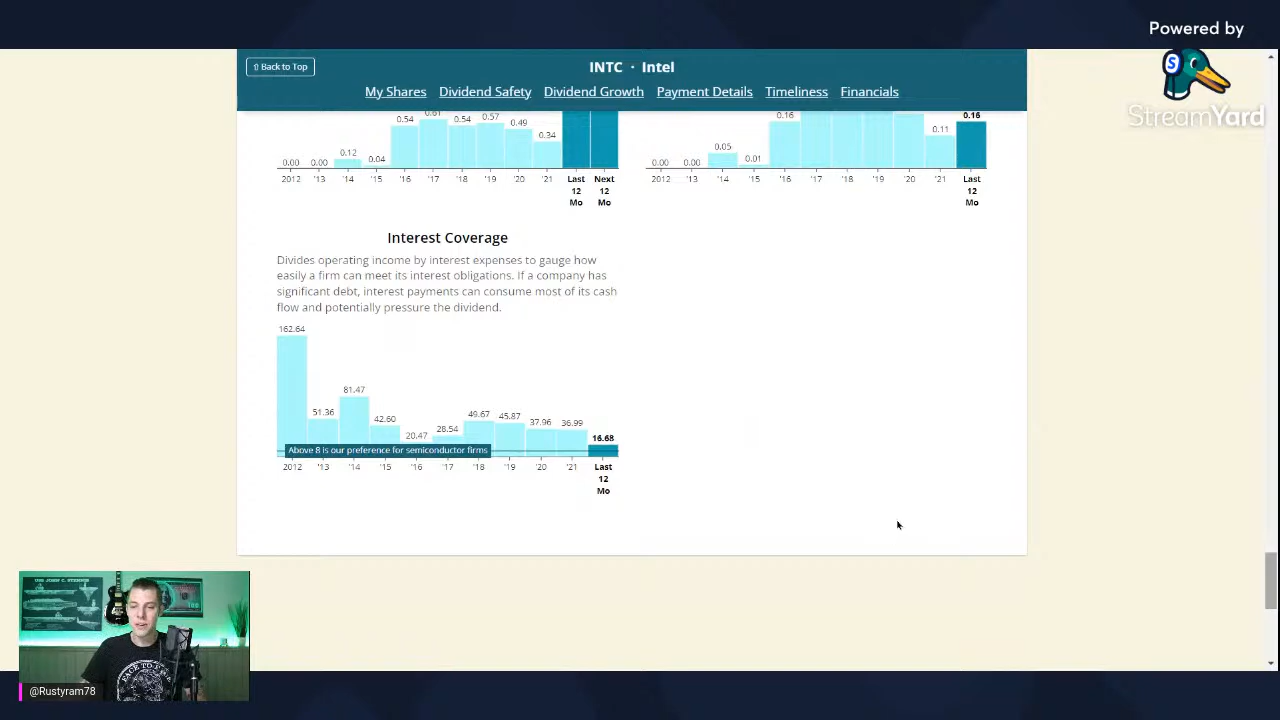 Powered by
StreamYard
⇧ Back to Top
INTC · Intel
My Shares Dividend Safety Dividend Growth Payment Details Timeliness Financials
0.00 0.00 0.12 0.04 0.54 0.61 0.54 0.57 0.49 0.34
2012 '13 '14 '15 '16 '17 '18 '19 '20 '21 Last 12 Mo Next 12 Mo
0.00 0.00 0.05 0.01 0.16 0.11 0.16
2012 '13 '14 '15 '16 '17 '18 '19 '20 '21 Last 12 Mo
Interest Coverage
Divides operating income by interest expenses to gauge how
easily a firm can meet its interest obligations. If a company has
significant debt, interest payments can consume most of its cash
flow and potentially pressure the dividend.
162.64 51.36 81.47 42.60 20.47 28.54 49.67 45.87 37.96 36.99 16.68
Above 8 is our preference for semiconductor firms
2012 '13 '14 '15 '16 '17 '18 '19 '20 '21 Last 12 Mo
@Rustyram78